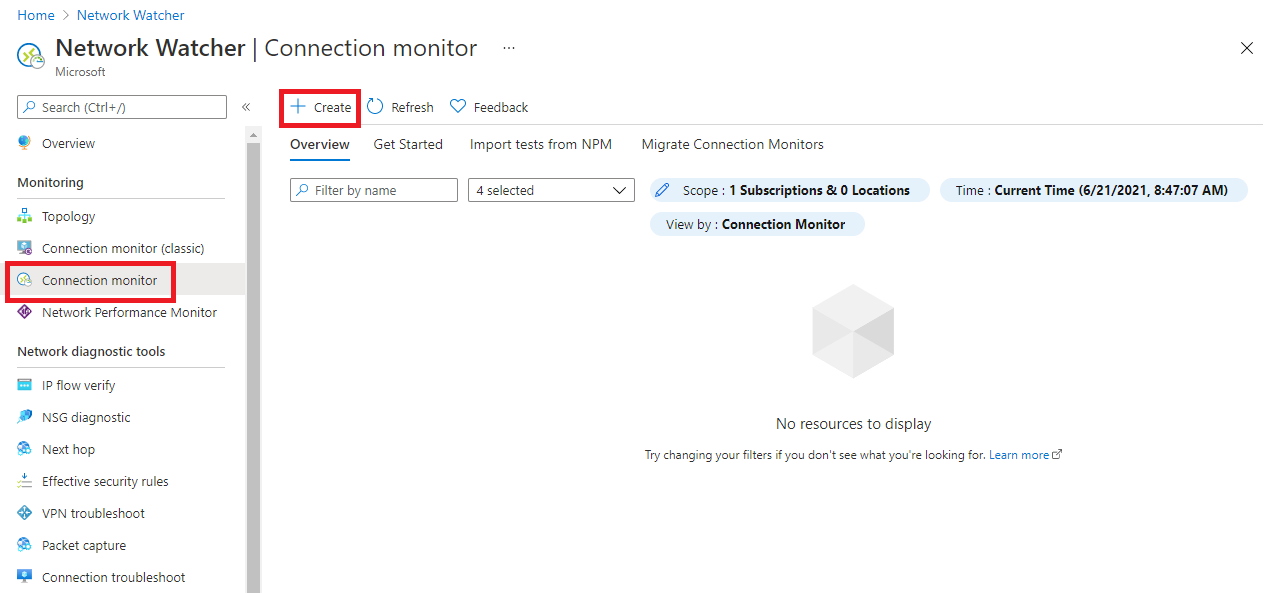 Home > Network Watcher
Network Watcher | Connection monitor ...
Microsoft
Search (Ctrl+/)
«
Overview
Monitoring
Topology
Connection monitor (classic)
Connection monitor
Network Performance Monitor
Network diagnostic tools
IP flow verify
NSG diagnostic
Next hop
Effective security rules
VPN troubleshoot
Packet capture
Connection troubleshoot
Create Refresh Feedback
Overview Get Started Import tests from NPM Migrate Connection Monitors
Filter by name 4 selected Scope : 1 Subscriptions & 0 Locations Time : Current Time (6/21/2021, 8:47:07 AM)
View by : Connection Monitor
No resources to display
Try changing your filters if you don't see what you're looking for. Learn more